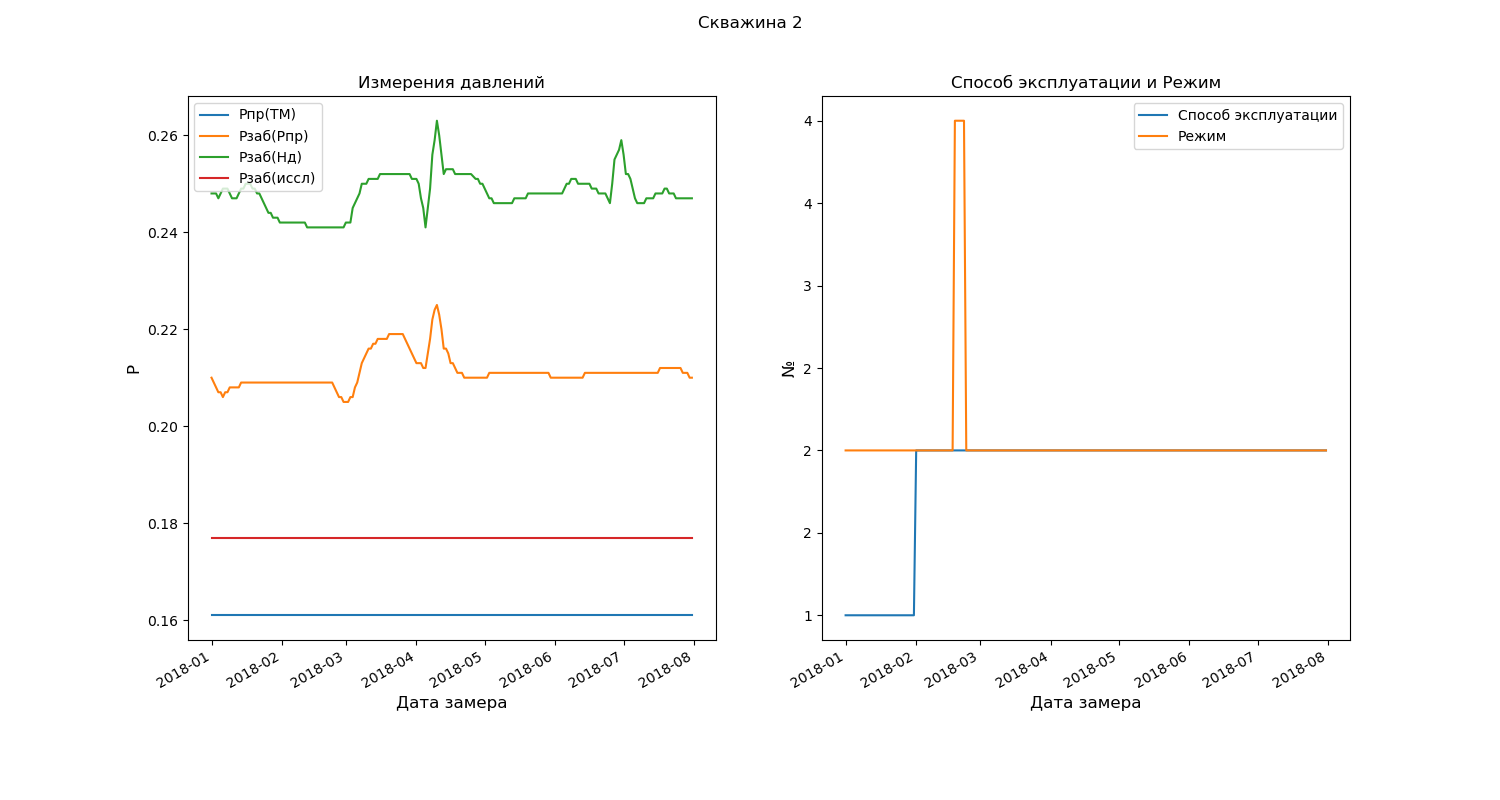 Скважина 2
Измерения давлений
Рпр(ТМ)
Рзаб(Рпр)
Рзаб(Нд)
Рзаб(иссл)
0.26
0.24
0.22
0.20
0.18
0.16
Р
2018-01
2018-02
2018-03
2018-04
2018-05
2018-06
2018-07
2018-08
Дата замера
Способ эксплуатации и Режим
Способ эксплуатации
Режим
4
4
3
2
2
2
1
№
2018-01
2018-02
2018-03
2018-04
2018-05
2018-06
2018-07
2018-08
Дата замера